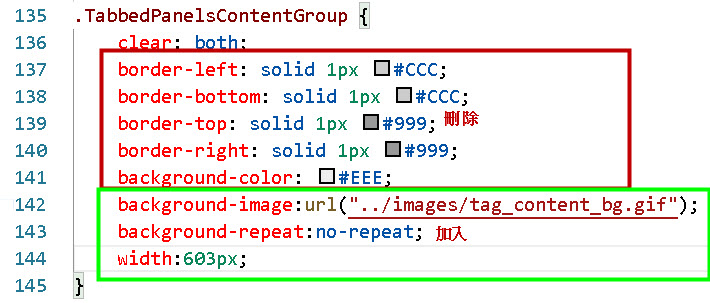 135 .TabbedPanelsContentGroup {
136 clear: both;
137 border-left: solid 1px #CCC;
138 border-bottom: solid 1px #CCC;
139 border-top: solid 1px #999; 刪除
140 border-right: solid 1px #999;
141 background-color: #EEE;
142 background-image:url("../images/tag_content_bg.gif");
143 background-repeat:no-repeat; 加入
144 width:603px;
145 }